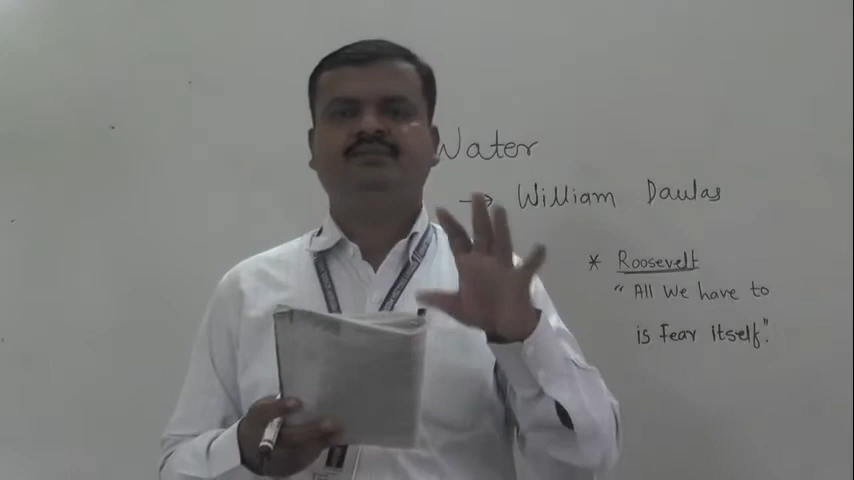 Water
→ William Daulas
* Roosevelt
" All We have to
is Fear itself".